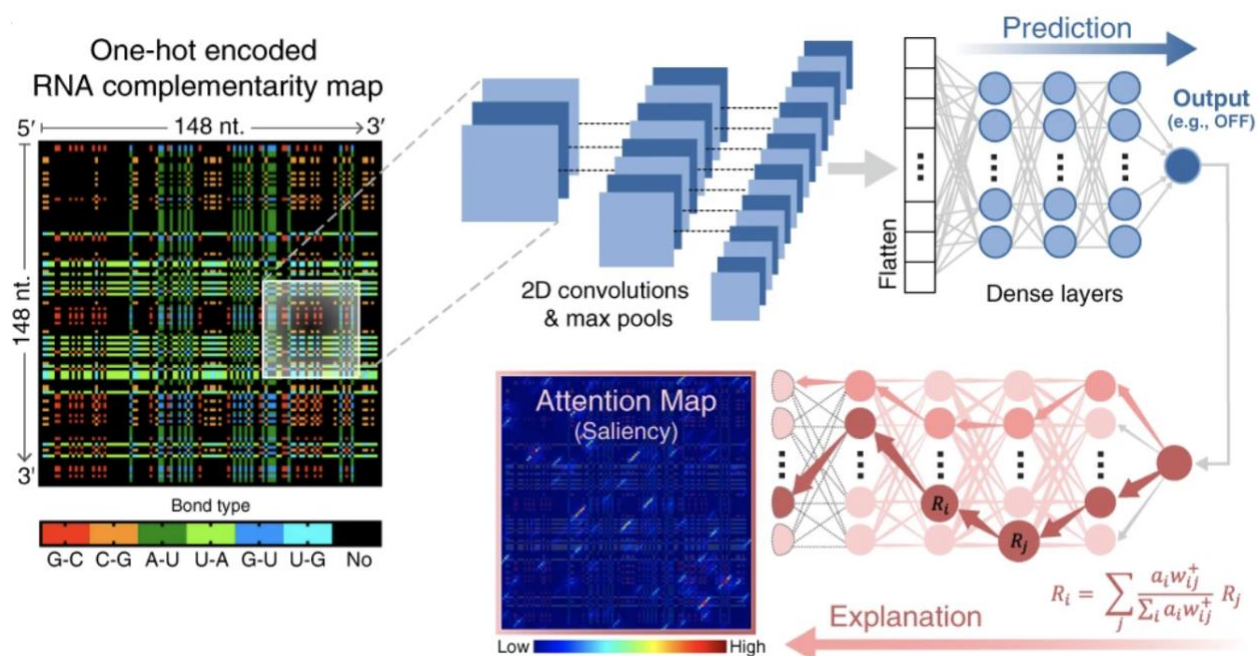 One-hot encoded
RNA complementarity map
5′ 148 nt. 3′
148 nt.
3′
Bond type
G-C C-G A-U U-A G-U U-G No
2D convolutions
& max pools
Flatten
Prediction
Output
(e.g., OFF)
Dense layers
Attention Map
(Saliency)
Low High
R_i
R_j
R_i = ∑_j a_i w_ij^+ / ∑_i a_i w_ij^+ R_j
Explanation